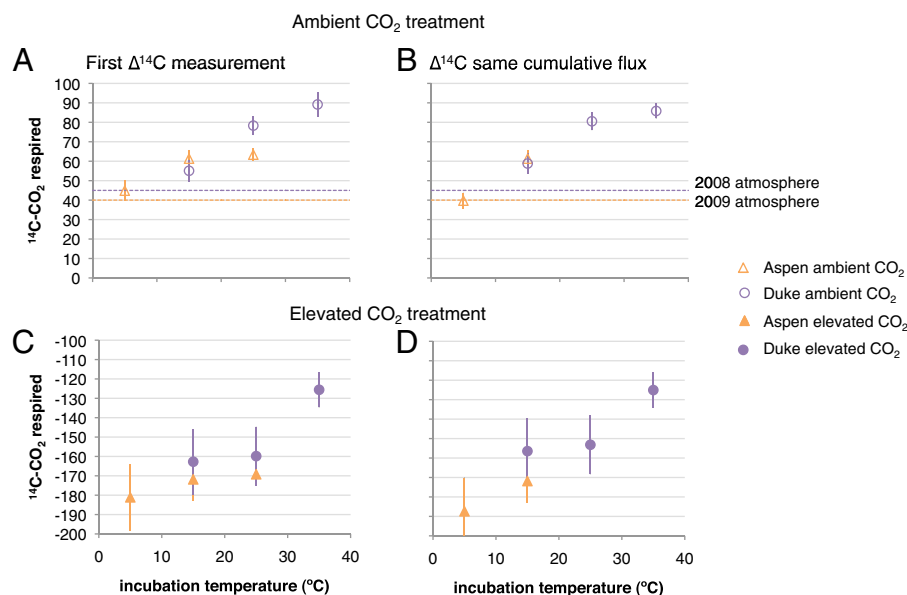 Ambient CO2 treatment
A
First Δ14C measurement
B
Δ14C same cumulative flux
14C-CO2 respired
100
90
80
70
60
50
40
30
20
10
0
2008 atmosphere
2009 atmosphere
Aspen ambient CO2
Duke ambient CO2
Aspen elevated CO2
Duke elevated CO2
Elevated CO2 treatment
C
D
14C-CO2 respired
-100
-110
-120
-130
-140
-150
-160
-170
-180
-190
-200
0 10 20 30 40
0 10 20 30 40
incubation temperature (°C)
incubation temperature (°C)